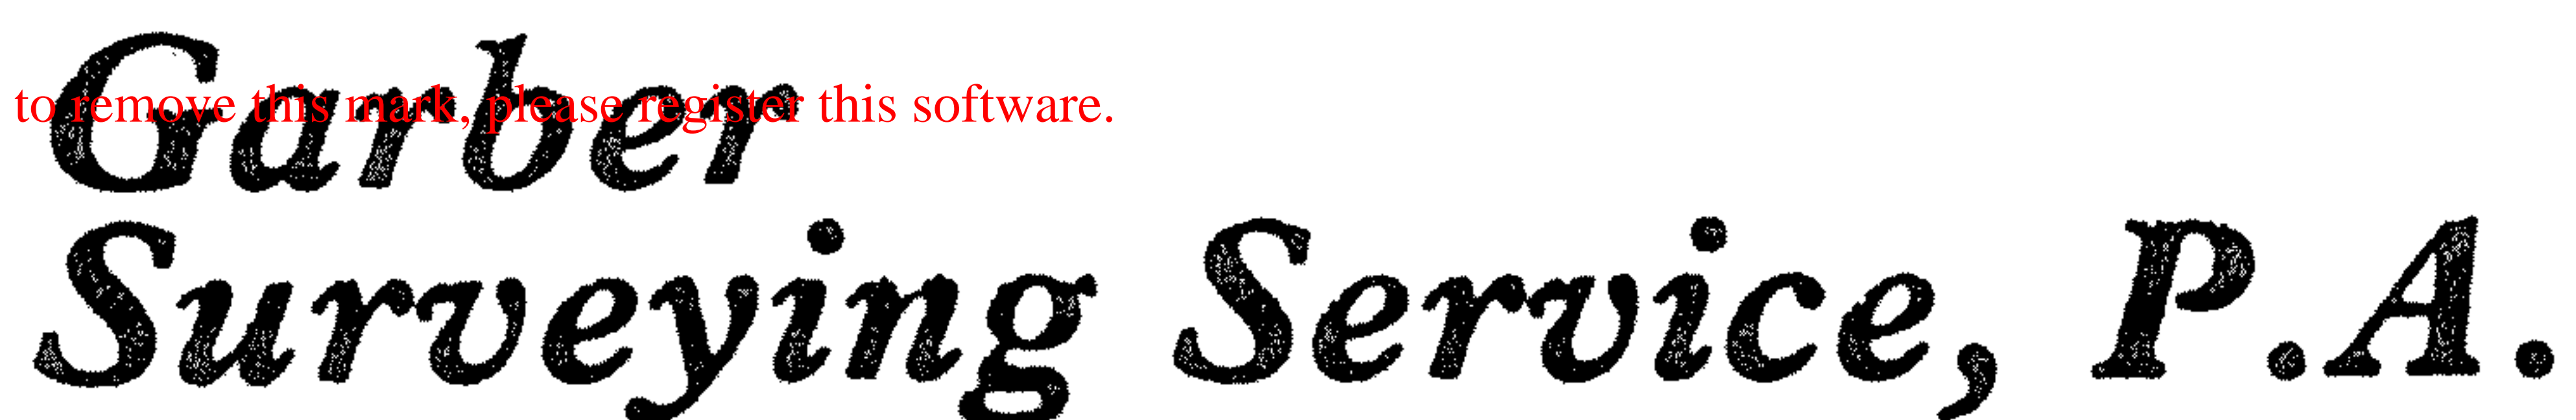 Garber
to remove this mark, please register this software.
Surveying Service, P.A.